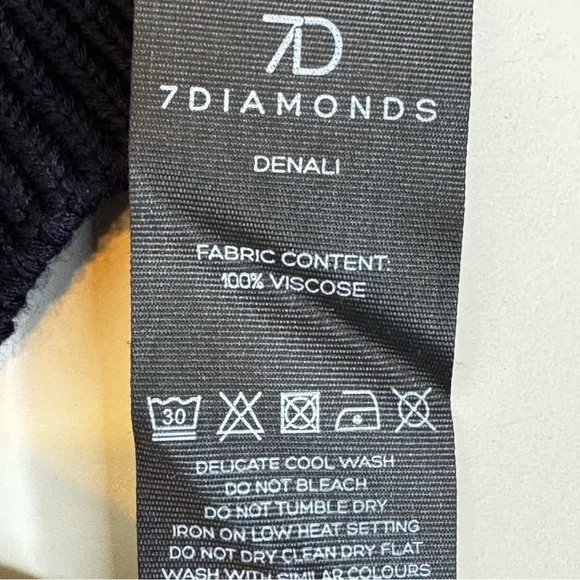 7D
7DIAMONDS
DENALI
FABRIC CONTENT:
100% VISCOSE
30
DELICATE COOL WASH
DO NOT BLEACH
DO NOT TUMBLE DRY
IRON ON LOW HEAT SETTING
DO NOT DRY CLEAN DRY FLAT
WASH WITH SIMILAR COLOURS